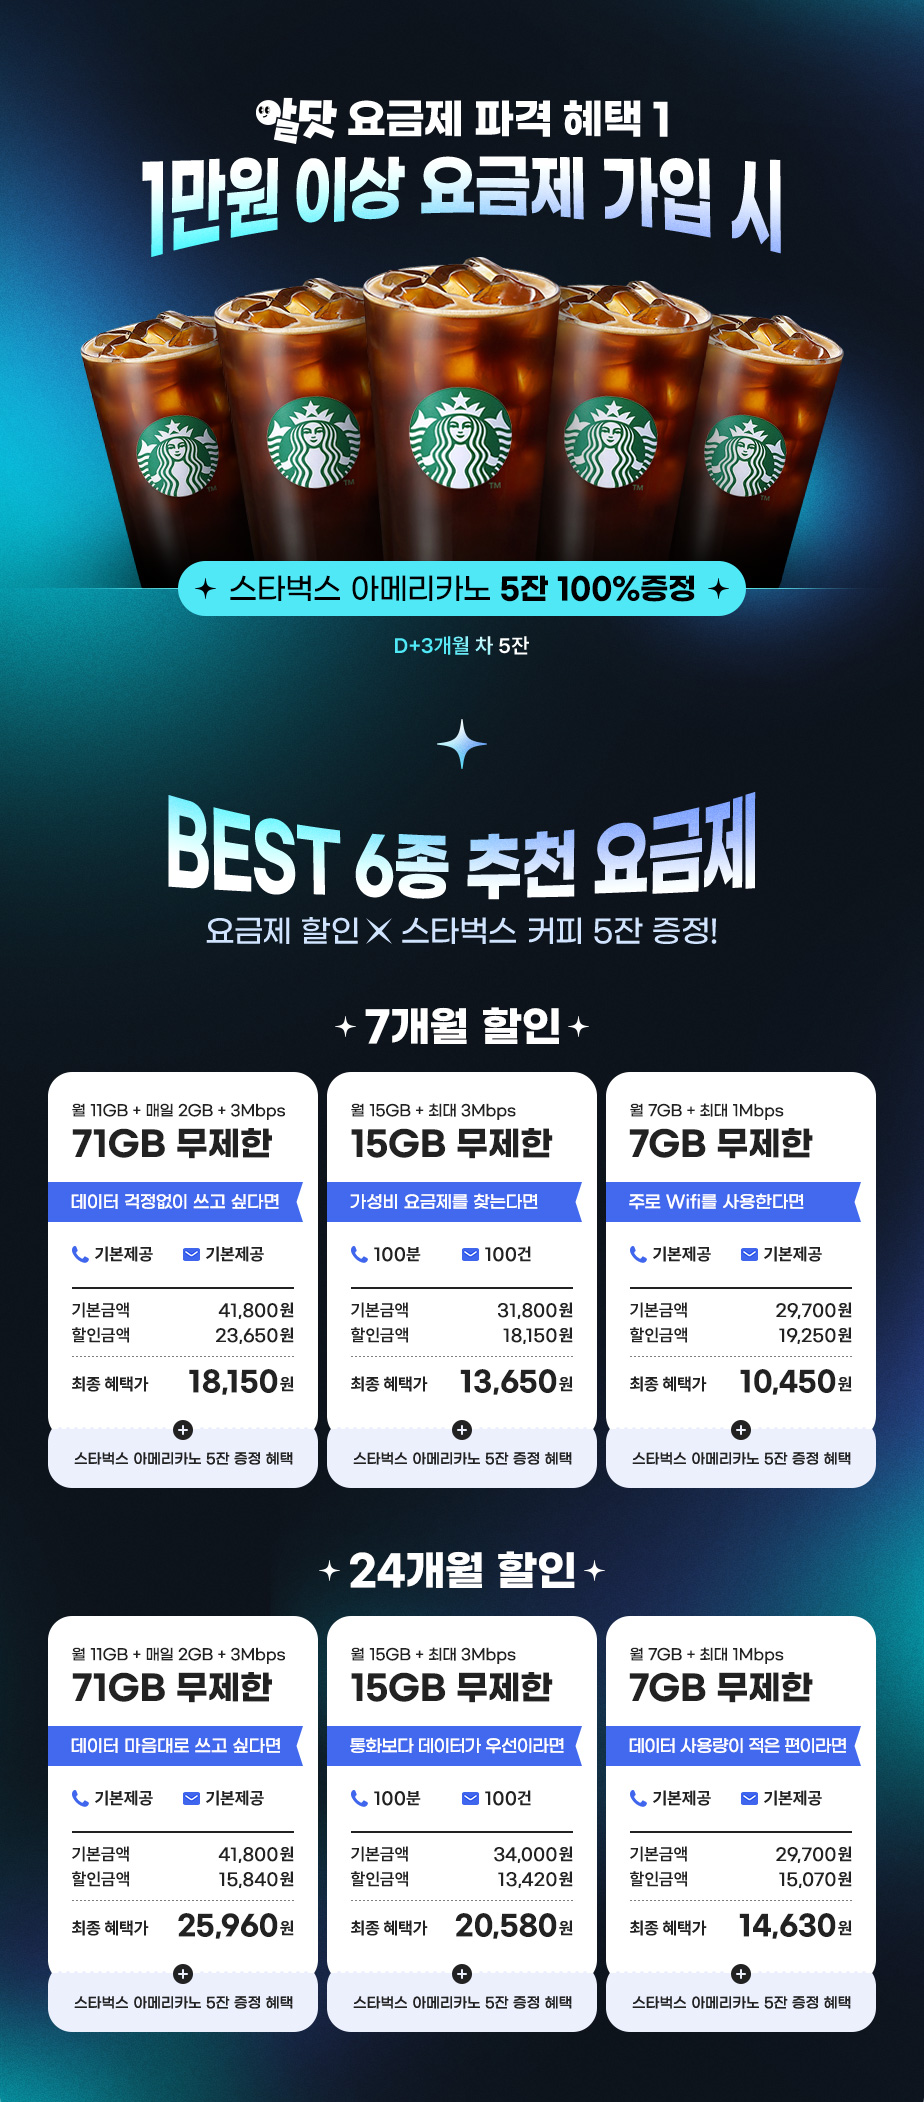 알닷 요금제 파격 혜택 1
1만원 이상 요금제 가입 시
TM TM TM TM TM
스타벅스 아메리카노 5잔 100%증정
D+3개월 차 5잔
BEST 6종 추천 요금제
요금제 할인 X 스타벅스 커피 5잔 증정!
7개월 할인
월 11GB + 매일 2GB + 3Mbps
71GB 무제한
데이터 걱정없이 쓰고 싶다면
기본제공 기본제공
기본금액 41,800원
할인금액 23,650원
최종 혜택가 18,150원
+
스타벅스 아메리카노 5잔 증정 혜택
월 15GB + 최대 3Mbps
15GB 무제한
가성비 요금제를 찾는다면
100분 100건
기본금액 31,800원
할인금액 18,150원
최종 혜택가 13,650원
+
스타벅스 아메리카노 5잔 증정 혜택
월 7GB + 최대 1Mbps
7GB 무제한
주로 Wifi를 사용한다면
기본제공 기본제공
기본금액 29,700원
할인금액 19,250원
최종 혜택가 10,450원
+
스타벅스 아메리카노 5잔 증정 혜택
24개월 할인
월 11GB + 매일 2GB + 3Mbps
71GB 무제한
데이터 마음대로 쓰고 싶다면
기본제공 기본제공
기본금액 41,800원
할인금액 15,840원
최종 혜택가 25,960원
+
스타벅스 아메리카노 5잔 증정 혜택
월 15GB + 최대 3Mbps
15GB 무제한
통화보다 데이터가 우선이라면
100분 100건
기본금액 34,000원
할인금액 13,420원
최종 혜택가 20,580원
+
스타벅스 아메리카노 5잔 증정 혜택
월 7GB + 최대 1Mbps
7GB 무제한
데이터 사용량이 적은 편이라면
기본제공 기본제공
기본금액 29,700원
할인금액 15,070원
최종 혜택가 14,630원
+
스타벅스 아메리카노 5잔 증정 혜택